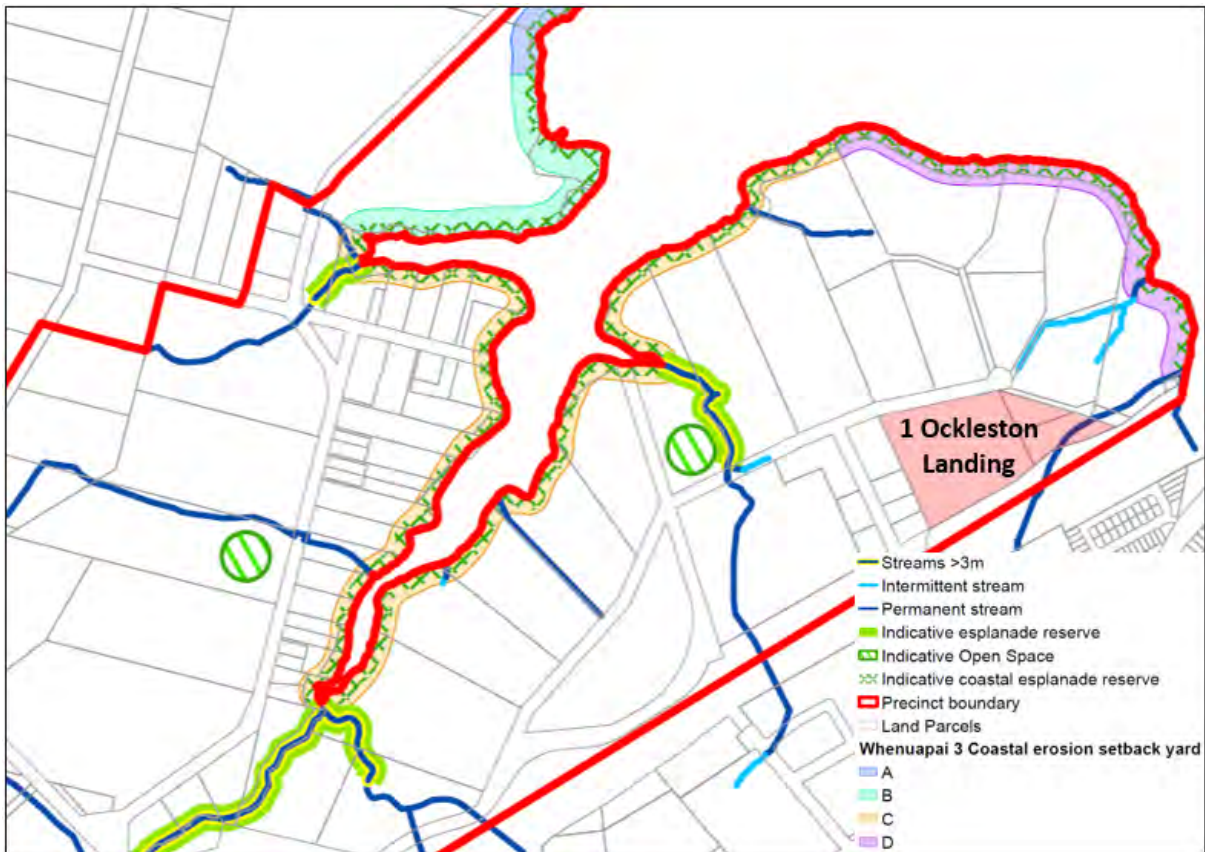 1 Ockleston
Landing
Streams >3m
Intermittent stream
Permanent stream
Indicative esplanade reserve
Indicative Open Space
Indicative coastal esplanade reserve
Precinct boundary
Land Parcels
Whenuapai 3 Coastal erosion setback yard
A
B
C
D